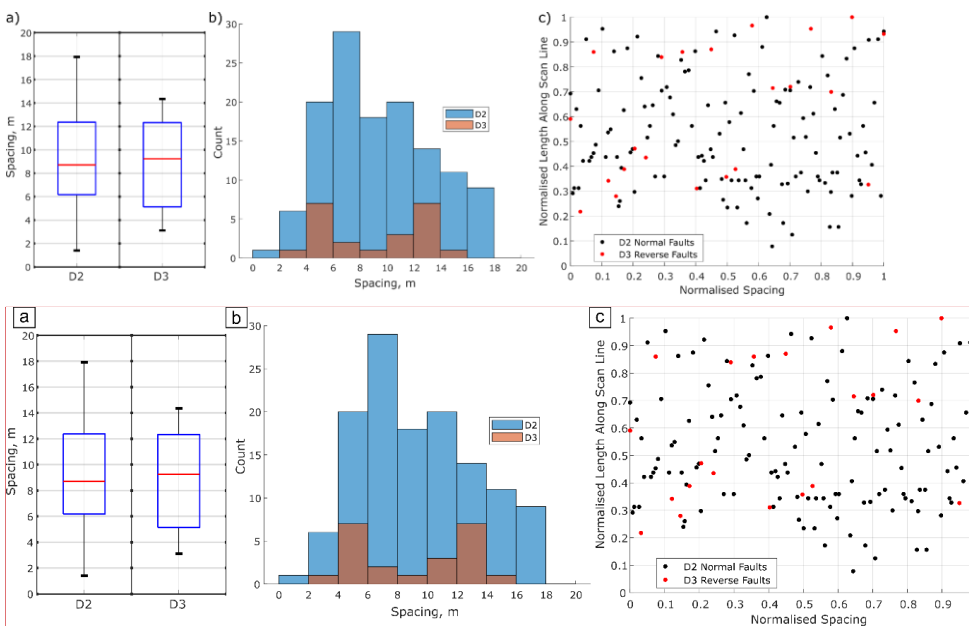 a)
20
18
16
14
12
10
8
6
4
2
0
Spacing, m
D2
D3
b)
30
25
20
15
10
5
0
Count
D2
D3
0 2 4 6 8 10 12 14 16 18 20
Spacing, m
c)
1
0.9
0.8
0.7
0.6
0.5
0.4
0.3
0.2
0.1
0
Normalised Length Along Scan Line
D2 Normal Faults
D3 Reverse Faults
0 0.1 0.2 0.3 0.4 0.5 0.6 0.7 0.8 0.9 1
Normalised Spacing
a
20
18
16
14
12
10
8
6
4
2
0
Spacing, m
D2
D3
b
30
25
20
15
10
5
0
Count
D2
D3
0 2 4 6 8 10 12 14 16 18 20
Spacing, m
c
1
0.9
0.8
0.7
0.6
0.5
0.4
0.3
0.2
0.1
0
Normalised Length Along Scan Line
D2 Normal Faults
D3 Reverse Faults
0 0.1 0.2 0.3 0.4 0.5 0.6 0.7 0.8 0.9
Normalised Spacing